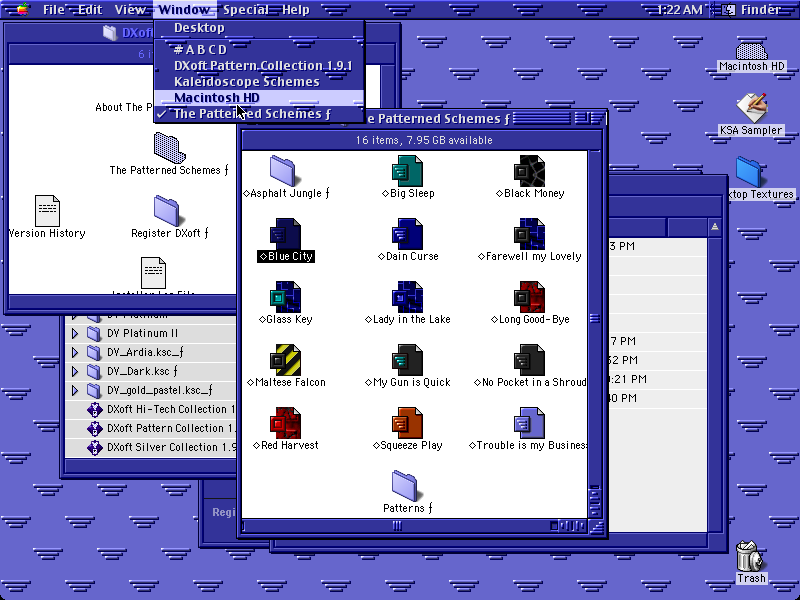 File Edit View Window Special Help 1:22 AM Finder
Desktop
# A B C D
DXoft Pattern Collection 1.9.1
Kaleidoscope Schemes
Macintosh HD
✓ The Patterned Schemes ƒ
DXoft
About The P
The Patterned Schemes ƒ
Version History
Register DXoft ƒ
Installer Log File
Patterned Schemes ƒ
16 items, 7.95 GB available
◇Asphalt Jungle ƒ
◇Big Sleep
◇Black Money
◇Blue City
◇Dain Curse
◇Farewell my Lovely
◇Glass Key
◇Lady in the Lake
◇Long Good-Bye
◇Maltese Falcon
◇My Gun is Quick
◇No Pocket in a Shroud
◇Red Harvest
◇Squeeze Play
◇Trouble is my Busines
Patterns ƒ
DV Platinum
DV Platinum II
DV_Ardia.ksc_ƒ
DV_Dark.ksc ƒ
DV_gold_pastel.ksc_ƒ
DXoft Hi-Tech Collection 1
DXoft Pattern Collection 1.
DXoft Silver Collection 1.9
Regi
3 PM
7 PM
32 PM
:21 PM
40 PM
Macintosh HD
KSA Sampler
ktop Textures
Trash